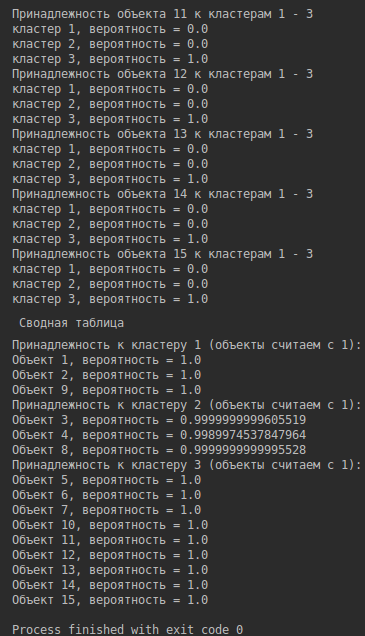 Принадлежность объекта 11 к кластерам 1 - 3
кластер 1, вероятность = 0.0
кластер 2, вероятность = 0.0
кластер 3, вероятность = 1.0
Принадлежность объекта 12 к кластерам 1 - 3
кластер 1, вероятность = 0.0
кластер 2, вероятность = 0.0
кластер 3, вероятность = 1.0
Принадлежность объекта 13 к кластерам 1 - 3
кластер 1, вероятность = 0.0
кластер 2, вероятность = 0.0
кластер 3, вероятность = 1.0
Принадлежность объекта 14 к кластерам 1 - 3
кластер 1, вероятность = 0.0
кластер 2, вероятность = 0.0
кластер 3, вероятность = 1.0
Принадлежность объекта 15 к кластерам 1 - 3
кластер 1, вероятность = 0.0
кластер 2, вероятность = 0.0
кластер 3, вероятность = 1.0
Сводная таблица
Принадлежность к кластеру 1 (объекты считаем с 1):
Объект 1, вероятность = 1.0
Объект 2, вероятность = 1.0
Объект 9, вероятность = 1.0
Принадлежность к кластеру 2 (объекты считаем с 1):
Объект 3, вероятность = 0.9999999999605519
Объект 4, вероятность = 0.9989974537847964
Объект 8, вероятность = 0.9999999999995528
Принадлежность к кластеру 3 (объекты считаем с 1):
Объект 5, вероятность = 1.0
Объект 6, вероятность = 1.0
Объект 7, вероятность = 1.0
Объект 10, вероятность = 1.0
Объект 11, вероятность = 1.0
Объект 12, вероятность = 1.0
Объект 13, вероятность = 1.0
Объект 14, вероятность = 1.0
Объект 15, вероятность = 1.0
Process finished with exit code 0